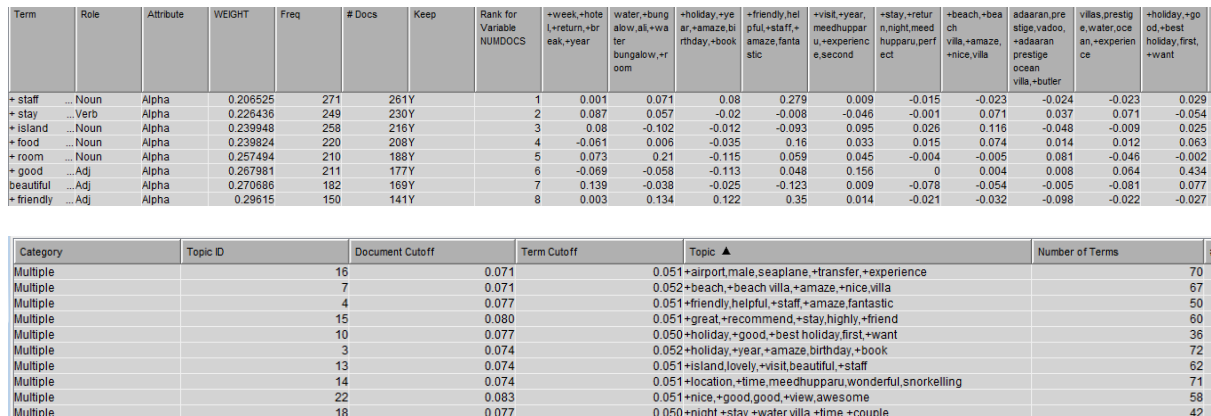 Term Role Attribute WEIGHT Freq # Docs Keep Rank for Variable NUMDOCS +week,+hotel,+return,+break,+year water,+bungalow,ali,+water bungalow,+room +holiday,+year,+amaze,birthday,+book +friendly,helpful,+staff,+amaze,fantastic +visit,+year,meedhupparu,+experience,second +stay,+return,night,meedhupparu,perfect +beach,+beach villa,+amaze,+nice,villa adaaran,prestige,vadoo,+adaaran prestige ocean villa,+butler villas,prestige,water,ocean,+experience +holiday,+good,+best holiday,first,+want
+ staff ... Noun Alpha 0.206525 271 261Y 1 0.001 0.071 0.08 0.279 0.009 -0.015 -0.023 -0.024 -0.023 0.029
+ stay ...Verb Alpha 0.226436 249 230Y 2 0.087 0.057 -0.02 -0.008 -0.046 -0.001 0.071 0.037 0.071 -0.054
+ island ... Noun Alpha 0.239948 258 216Y 3 0.08 -0.102 -0.012 -0.093 0.095 0.026 0.116 -0.048 -0.009 0.025
+ food ... Noun Alpha 0.239824 220 208Y 4 -0.061 0.006 -0.035 0.16 0.033 0.015 0.074 0.014 0.012 0.063
+ room ... Noun Alpha 0.257494 210 188Y 5 0.073 0.21 -0.115 0.059 0.045 -0.004 -0.005 0.081 -0.046 -0.002
+ good ...Adj Alpha 0.267981 211 177Y 6 -0.069 -0.058 -0.113 0.048 0.156 0 0.004 0.008 0.064 0.434
beautiful ...Adj Alpha 0.270686 182 169Y 7 0.139 -0.038 -0.025 -0.123 0.009 -0.078 -0.054 -0.005 -0.081 0.077
+ friendly ...Adj Alpha 0.29615 150 141Y 8 0.003 0.134 0.122 0.35 0.014 -0.021 -0.032 -0.098 -0.022 -0.027
Category Topic ID Document Cutoff Term Cutoff Topic ▲ Number of Terms
Multiple 16 0.071 0.051 +airport,male,seaplane,+transfer,+experience 70
Multiple 7 0.071 0.052 +beach,+beach villa,+amaze,+nice,villa 67
Multiple 4 0.077 0.051 +friendly,helpful,+staff,+amaze,fantastic 50
Multiple 15 0.080 0.051 +great,+recommend,+stay,highly,+friend 60
Multiple 10 0.077 0.050 +holiday,+good,+best holiday,first,+want 36
Multiple 3 0.074 0.052 +holiday,+year,+amaze,birthday,+book 72
Multiple 13 0.074 0.051 +island,lovely,+visit,beautiful,+staff 62
Multiple 14 0.074 0.051 +location,+time,meedhupparu,wonderful,snorkelling 71
Multiple 22 0.083 0.051 +nice,+good,good,+view,awesome 58
Multiple 18 0.077 0.050 +night,+stay,+water villa,+time,+couple 42